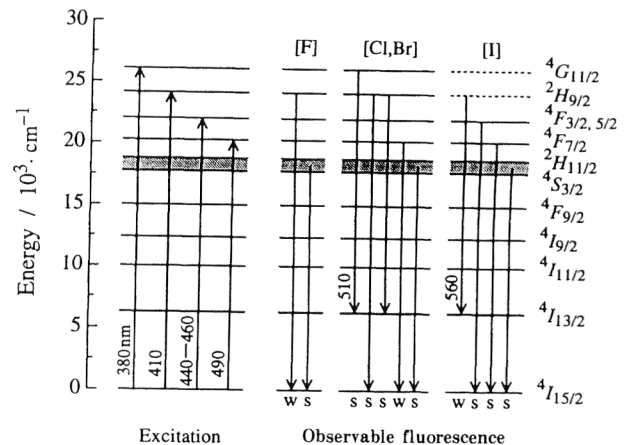 30
25
20
15
10
5
0
Energy / 10³·cm⁻¹
380nm
410
440−460
490
Excitation
[F]
[Cl,Br]
[I]
510
560
w s
s s s w s
w s s s
Observable fluorescence
⁴G₁₁/₂
²H₉/₂
⁴F₃/₂, ₅/₂
⁴F₇/₂
²H₁₁/₂
⁴S₃/₂
⁴F₉/₂
⁴I₉/₂
⁴I₁₁/₂
⁴I₁₃/₂
⁴I₁₅/₂